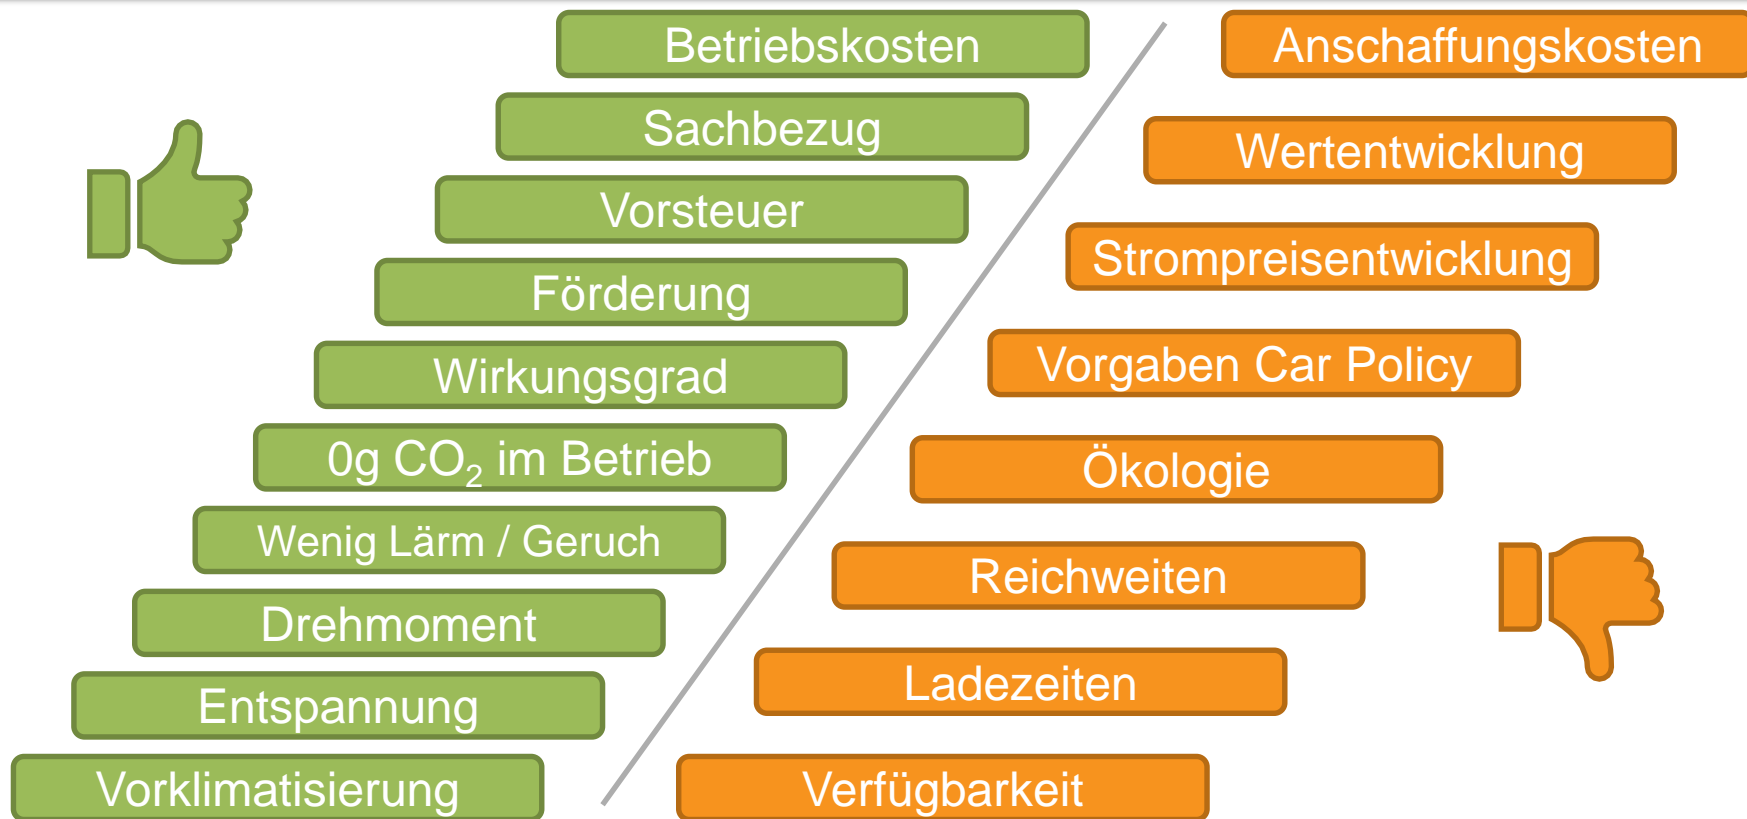 Betriebskosten
Sachbezug
Vorsteuer
Förderung
Wirkungsgrad
0g CO₂ im Betrieb
Wenig Lärm / Geruch
Drehmoment
Entspannung
Vorklimatisierung
Anschaffungskosten
Wertentwicklung
Strompreisentwicklung
Vorgaben Car Policy
Ökologie
Reichweiten
Ladezeiten
Verfügbarkeit